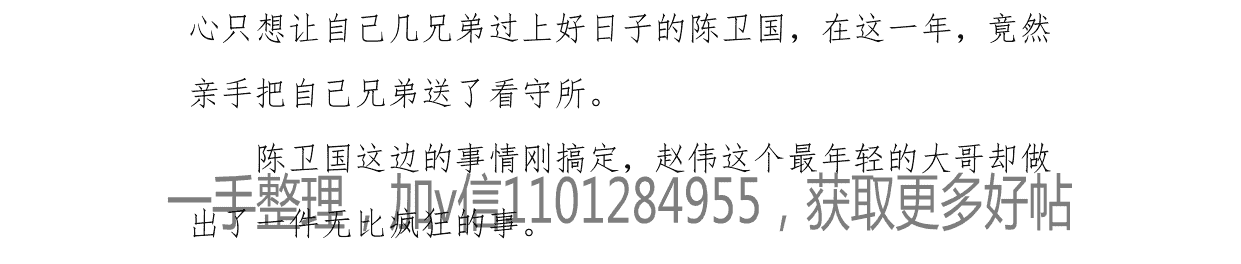 心只想让自己几兄弟过上好日子的陈卫国，在这一年，竟然
亲手把自己兄弟送了看守所。
陈卫国这边的事情刚搞定，赵伟这个最年轻的大哥却做
一手整理，加v信1101284955，获取更多好帖
出了一件无比疯狂的事。